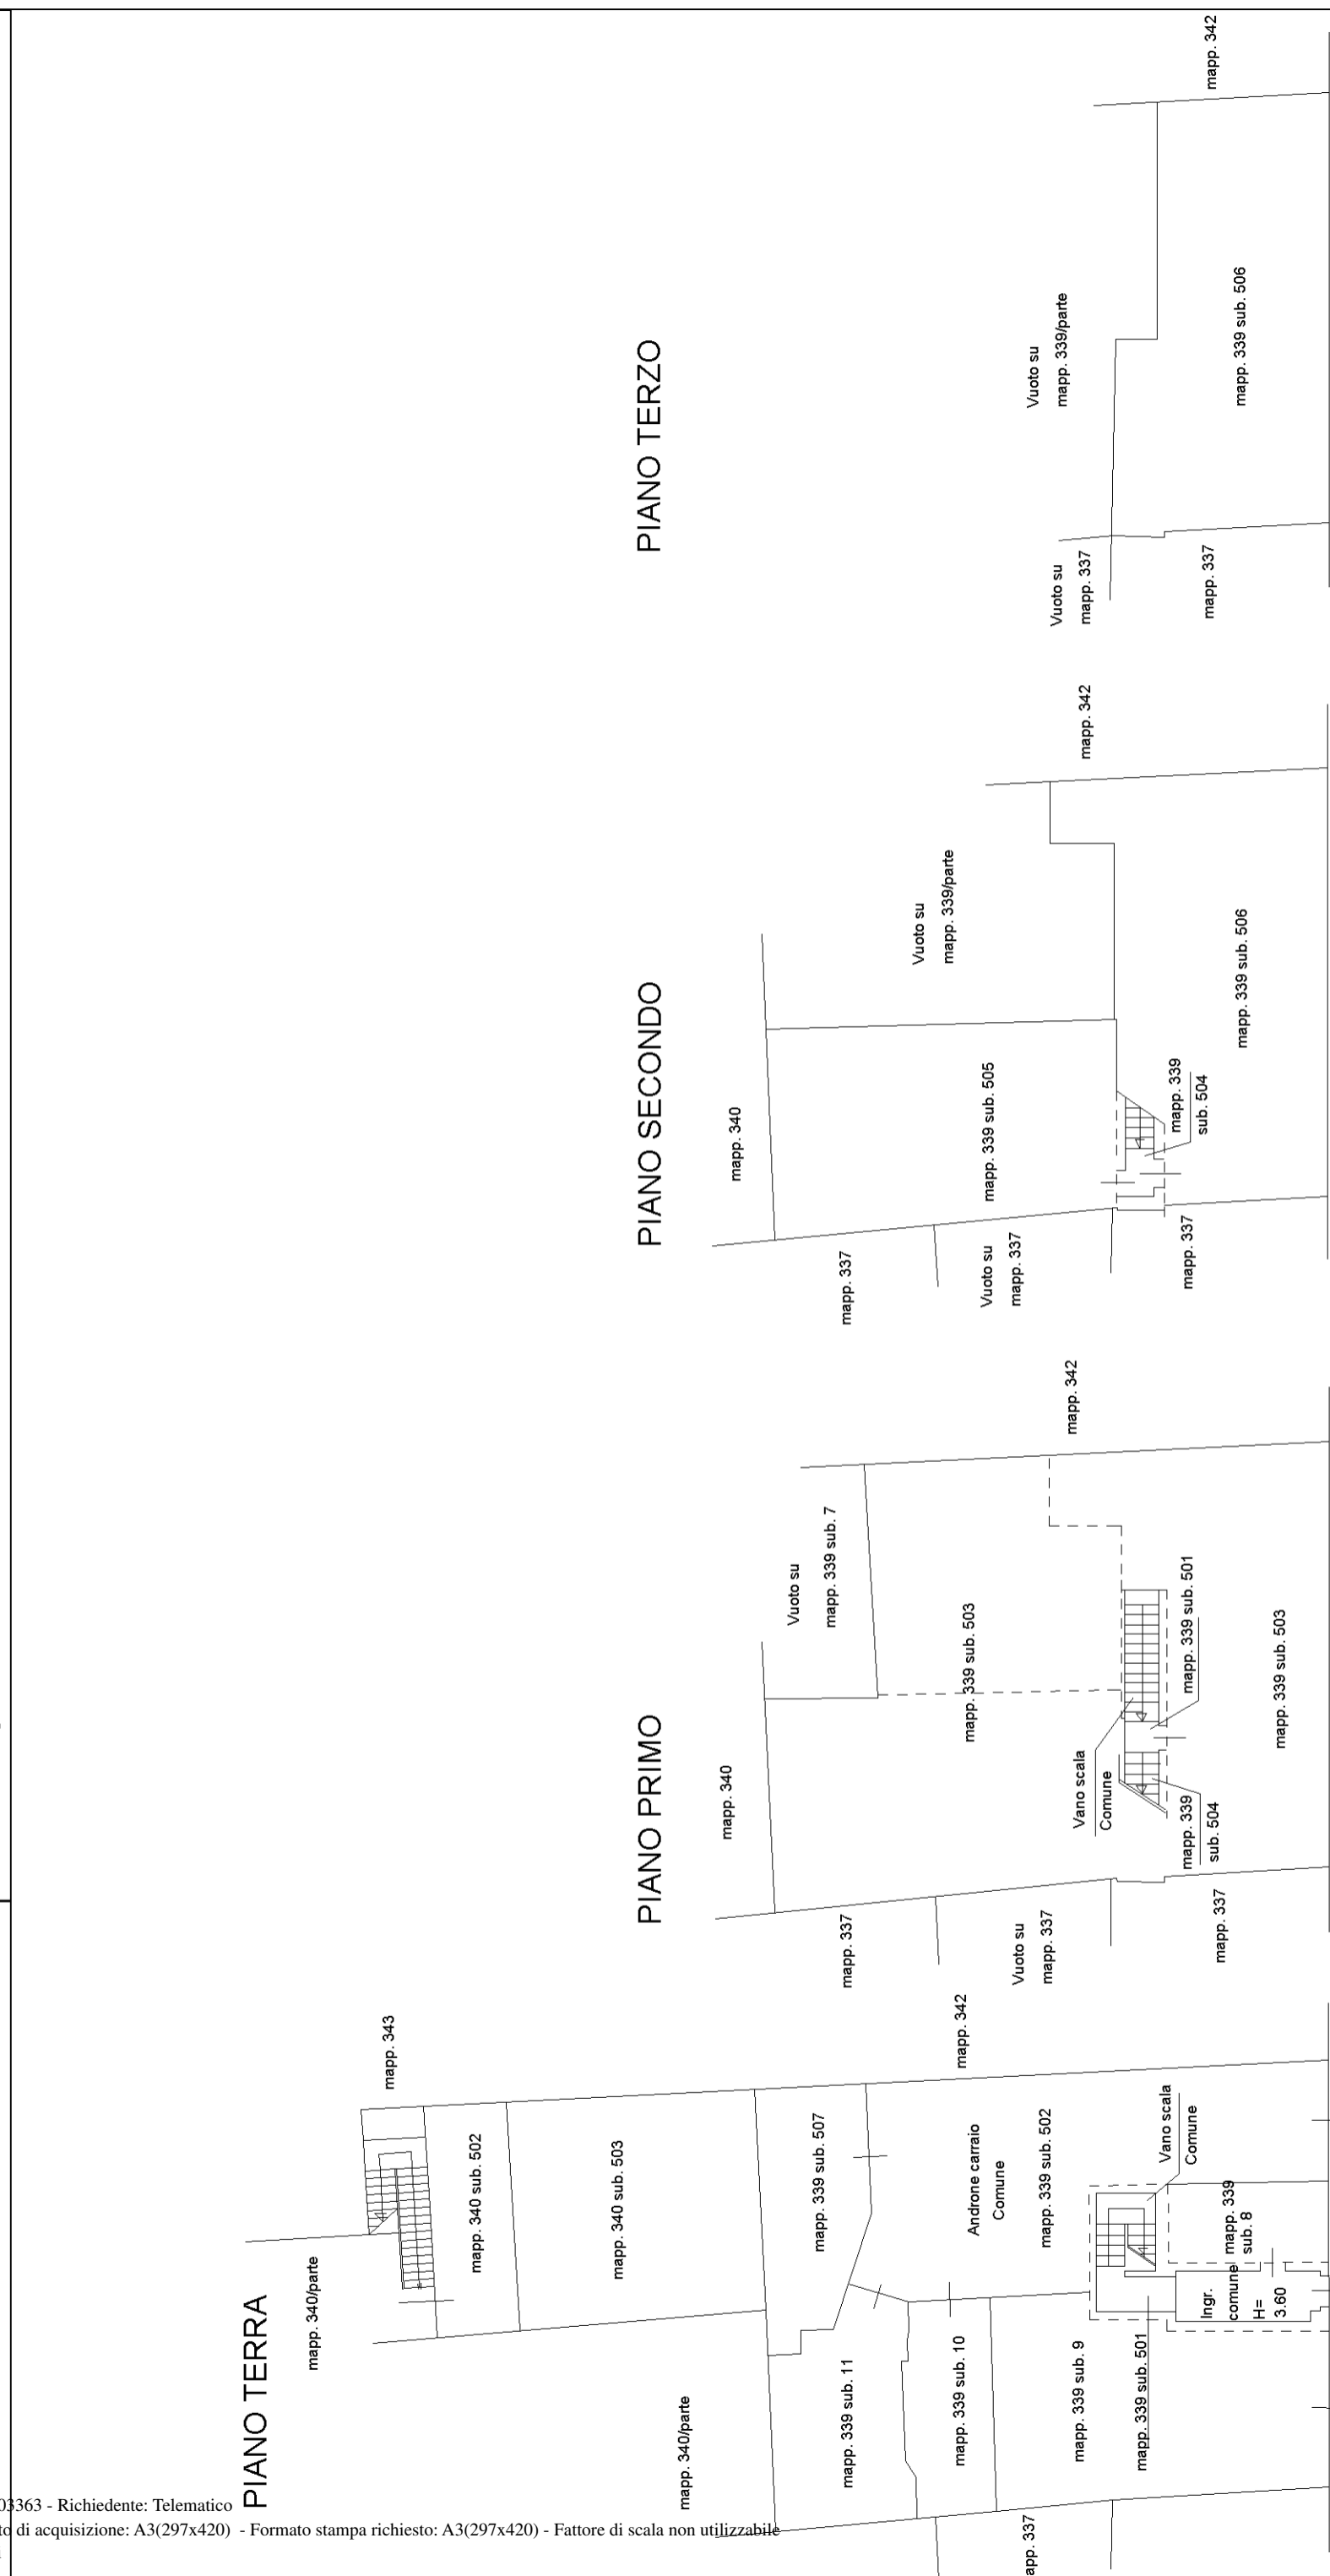 PIANO TERRA
mapp. 340/parte
mapp. 343
mapp. 340 sub. 502
mapp. 340 sub. 503
mapp. 340/parte
mapp. 339 sub. 507
mapp. 339 sub. 11
mapp. 342
Androne carraio
Comune
mapp. 339 sub. 502
mapp. 339 sub. 10
mapp. 339 sub. 9
mapp. 339 sub. 501
Vano scala
Comune
mapp. 339
sub. 8
Ingr.
comune
H=
3.60
app. 337
PIANO PRIMO
mapp. 340
Vuoto su
mapp. 339 sub. 7
mapp. 342
mapp. 339 sub. 503
Vano scala
Comune
mapp. 339 sub. 501
mapp. 339
sub. 504
mapp. 339 sub. 503
mapp. 337
Vuoto su
mapp. 337
mapp. 337
PIANO SECONDO
mapp. 340
Vuoto su
mapp. 339/parte
mapp. 342
mapp. 339 sub. 505
mapp. 339
sub. 504
mapp. 339 sub. 506
mapp. 337
Vuoto su
mapp. 337
mapp. 337
PIANO TERZO
Vuoto su
mapp. 339/parte
mapp. 342
mapp. 339 sub. 506
Vuoto su
mapp. 337
mapp. 337
03363 - Richiedente: Telematico
to di acquisizione: A3(297x420) - Formato stampa richiesto: A3(297x420) - Fattore di scala non utilizzabile